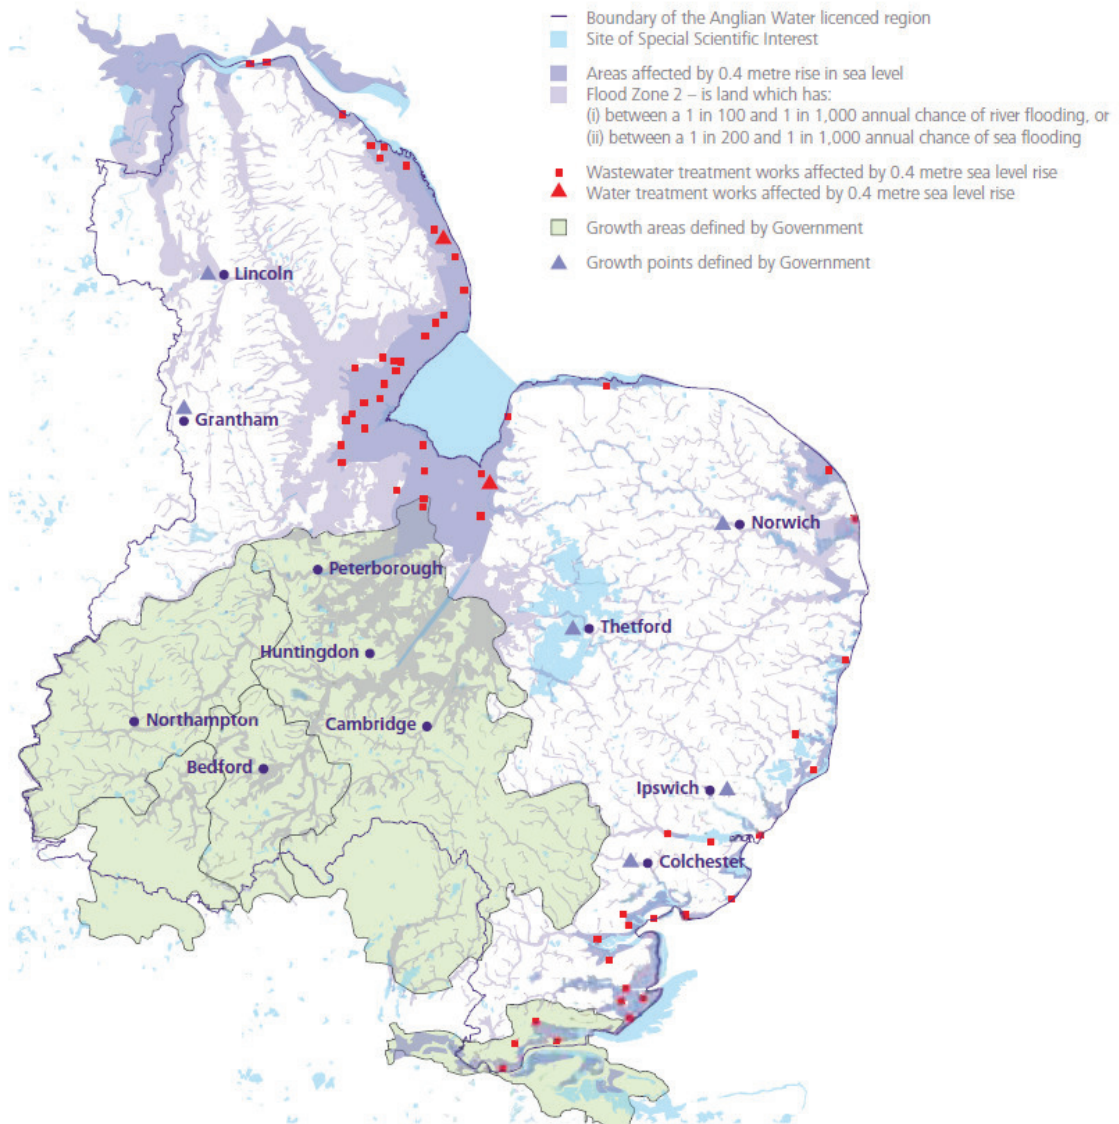 Boundary of the Anglian Water licenced region
Site of Special Scientific Interest
Areas affected by 0.4 metre rise in sea level
Flood Zone 2 – is land which has:
(i) between a 1 in 100 and 1 in 1,000 annual chance of river flooding, or
(ii) between a 1 in 200 and 1 in 1,000 annual chance of sea flooding
Wastewater treatment works affected by 0.4 metre sea level rise
Water treatment works affected by 0.4 metre sea level rise
Growth areas defined by Government
Growth points defined by Government
Lincoln
Grantham
Norwich
Peterborough
Thetford
Huntingdon
Northampton
Cambridge
Bedford
Ipswich
Colchester